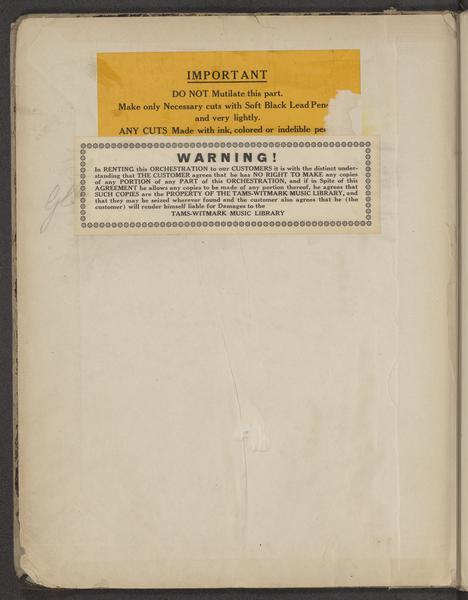 IMPORTANT
DO NOT Mutilate this part.
Make only Necessary cuts with Soft Black Lead
and very lightly.
ANY CUTS Made with ink, colored or indelible
WARNING!
In RENTING this ORCHESTRATION to our CUSTOMERS it is with the distinct under-
standing that THE CUSTOMER agrees that he has NO RIGHT TO MAKE any copies
of any PORTION of any PART of this ORCHESTRATION, and if in Spite of this
AGREEMENT he allows any copies to be made of any portion thereof, he agrees that
SUCH COPIES are the PROPERTY OF THE TAMS-WITMARK MUSIC LIBRARY, and
that they may be seized wherever found and the customer also agrees that he (the
customer) will render himself liable for Damages to the
TAMS-WITMARK MUSIC LIBRARY